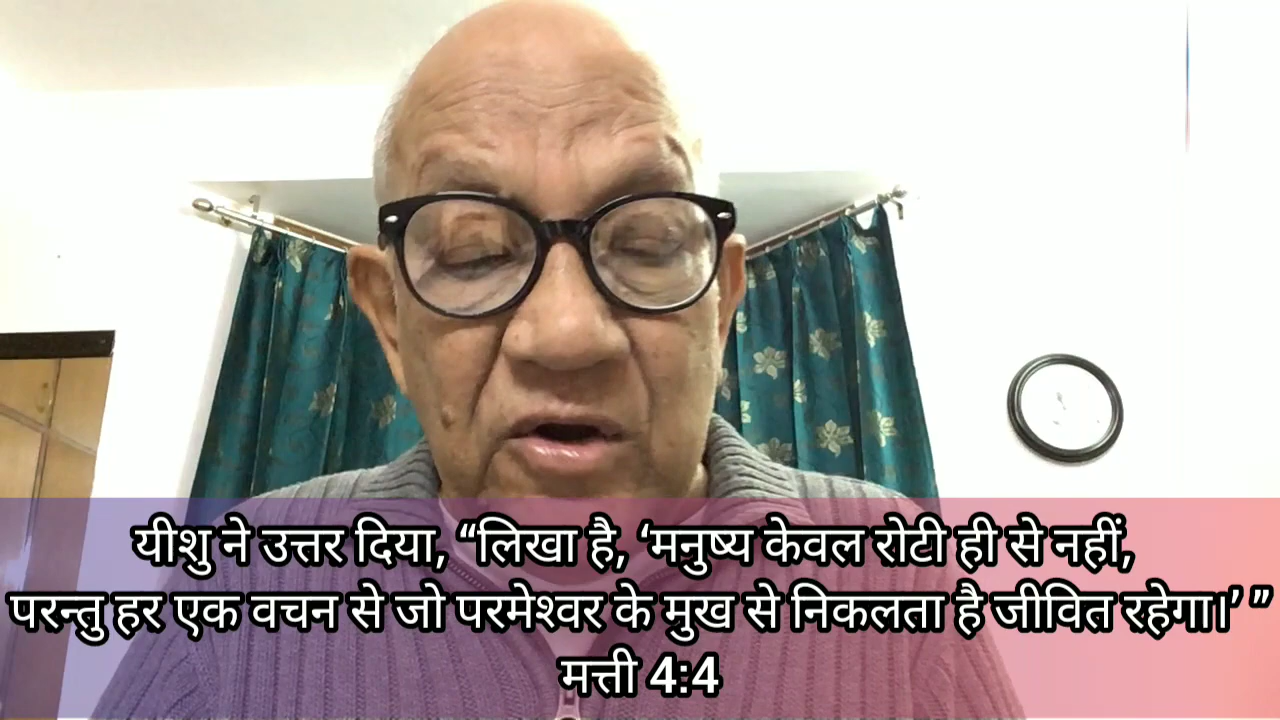 यीशु ने उत्तर दिया, “लिखा है, ‘मनुष्य केवल रोटी ही से नहीं,
परन्तु हर एक वचन से जो परमेश्‍वर के मुख से निकलता है जीवित रहेगा।’ ”
मत्ती 4:4